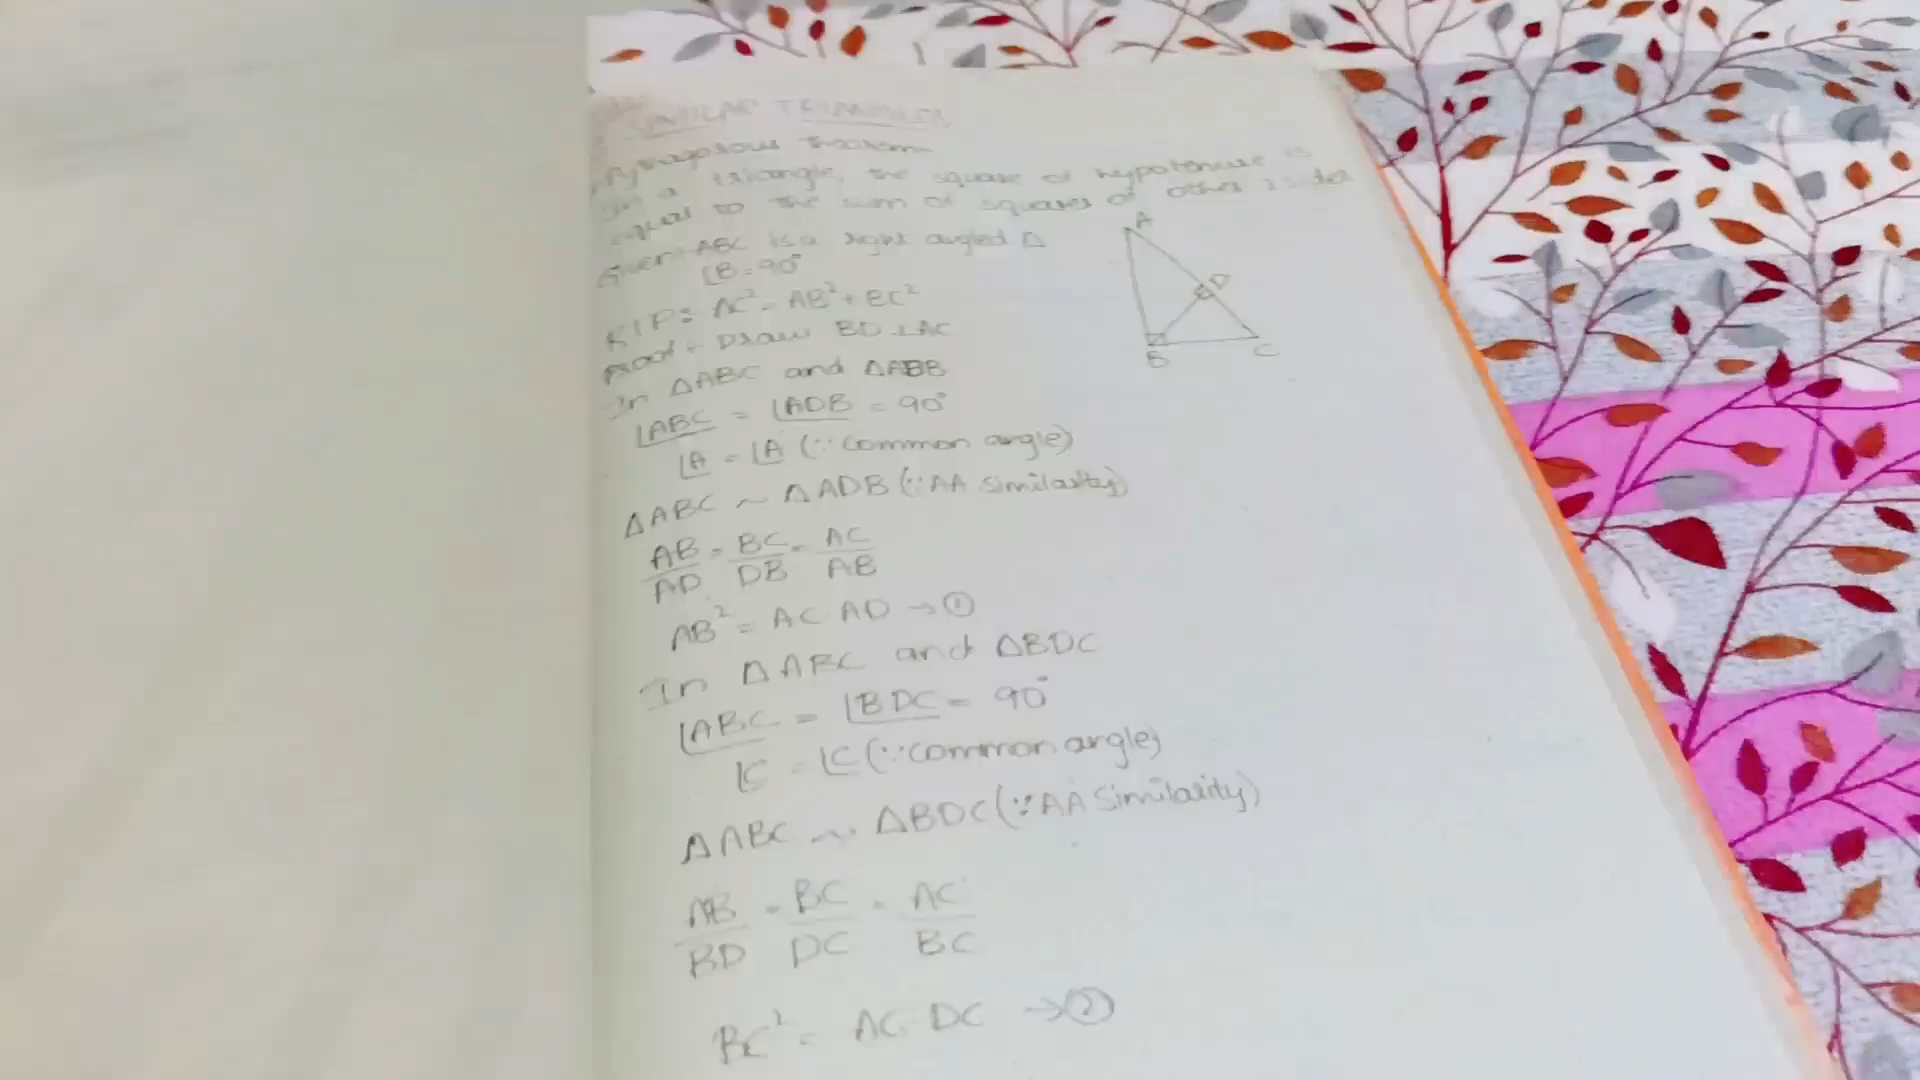 SIMILAR TRIANGLES
Pythagorous theorem
In a triangle, the square of hypotenuse is
equal to the sum of squares of other 2 sides
Given: ABC is a right angled Δ
∠B = 90°
RTP: AC² = AB² + BC²
Proof: Draw BD ⊥ AC
In ΔABC and ΔADB
∠ABC = ∠ADB = 90°
∠A = ∠A (∵ common angle)
ΔABC ~ ΔADB (∵ AA similarity)
AB/AD = BC/DB = AC/AB
AB² = AC AD → ①
In ΔABC and ΔBDC
∠ABC = ∠BDC = 90°
∠C = ∠C (∵ common angle)
ΔABC ~ ΔBDC (∵ AA Similarity)
AB/BD = BC/DC = AC/BC
BC² = AC DC → ②
A
D
B
C